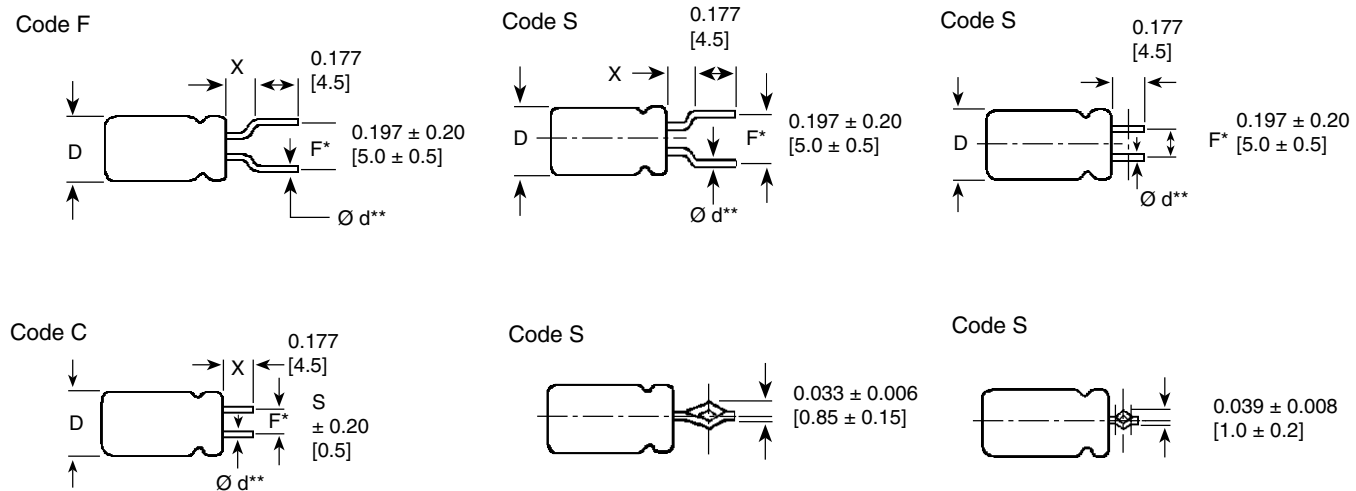 Code F
X
0.177
[4.5]
D
F*
0.197 ± 0.20
[5.0 ± 0.5]
Ø d**
Code S
0.177
[4.5]
X
D
F*
0.197 ± 0.20
[5.0 ± 0.5]
Ø d**
Code S
0.177
[4.5]
D
F*
0.197 ± 0.20
[5.0 ± 0.5]
Ø d**
Code C
0.177
X
[4.5]
D
F*
S
± 0.20
[0.5]
Ø d**
Code S
0.033 ± 0.006
[0.85 ± 0.15]
Code S
0.039 ± 0.008
[1.0 ± 0.2]